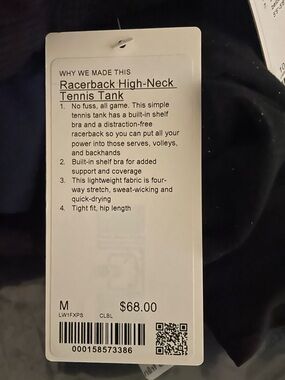 WHY WE MADE THIS
Racerback High-Neck
Tennis Tank
1. No fuss, all game. This simple
tennis tank has a built-in shelf
bra and a distraction-free
racerback so you can put all your
power into those serves, volleys,
and backhands
2. Built-in shelf bra for added
support and coverage
3. This lightweight fabric is four-
way stretch, sweat-wicking and
quick-drying
4. Tight fit, hip length
M $68.00
LW1FXPS CLBL
000158573386